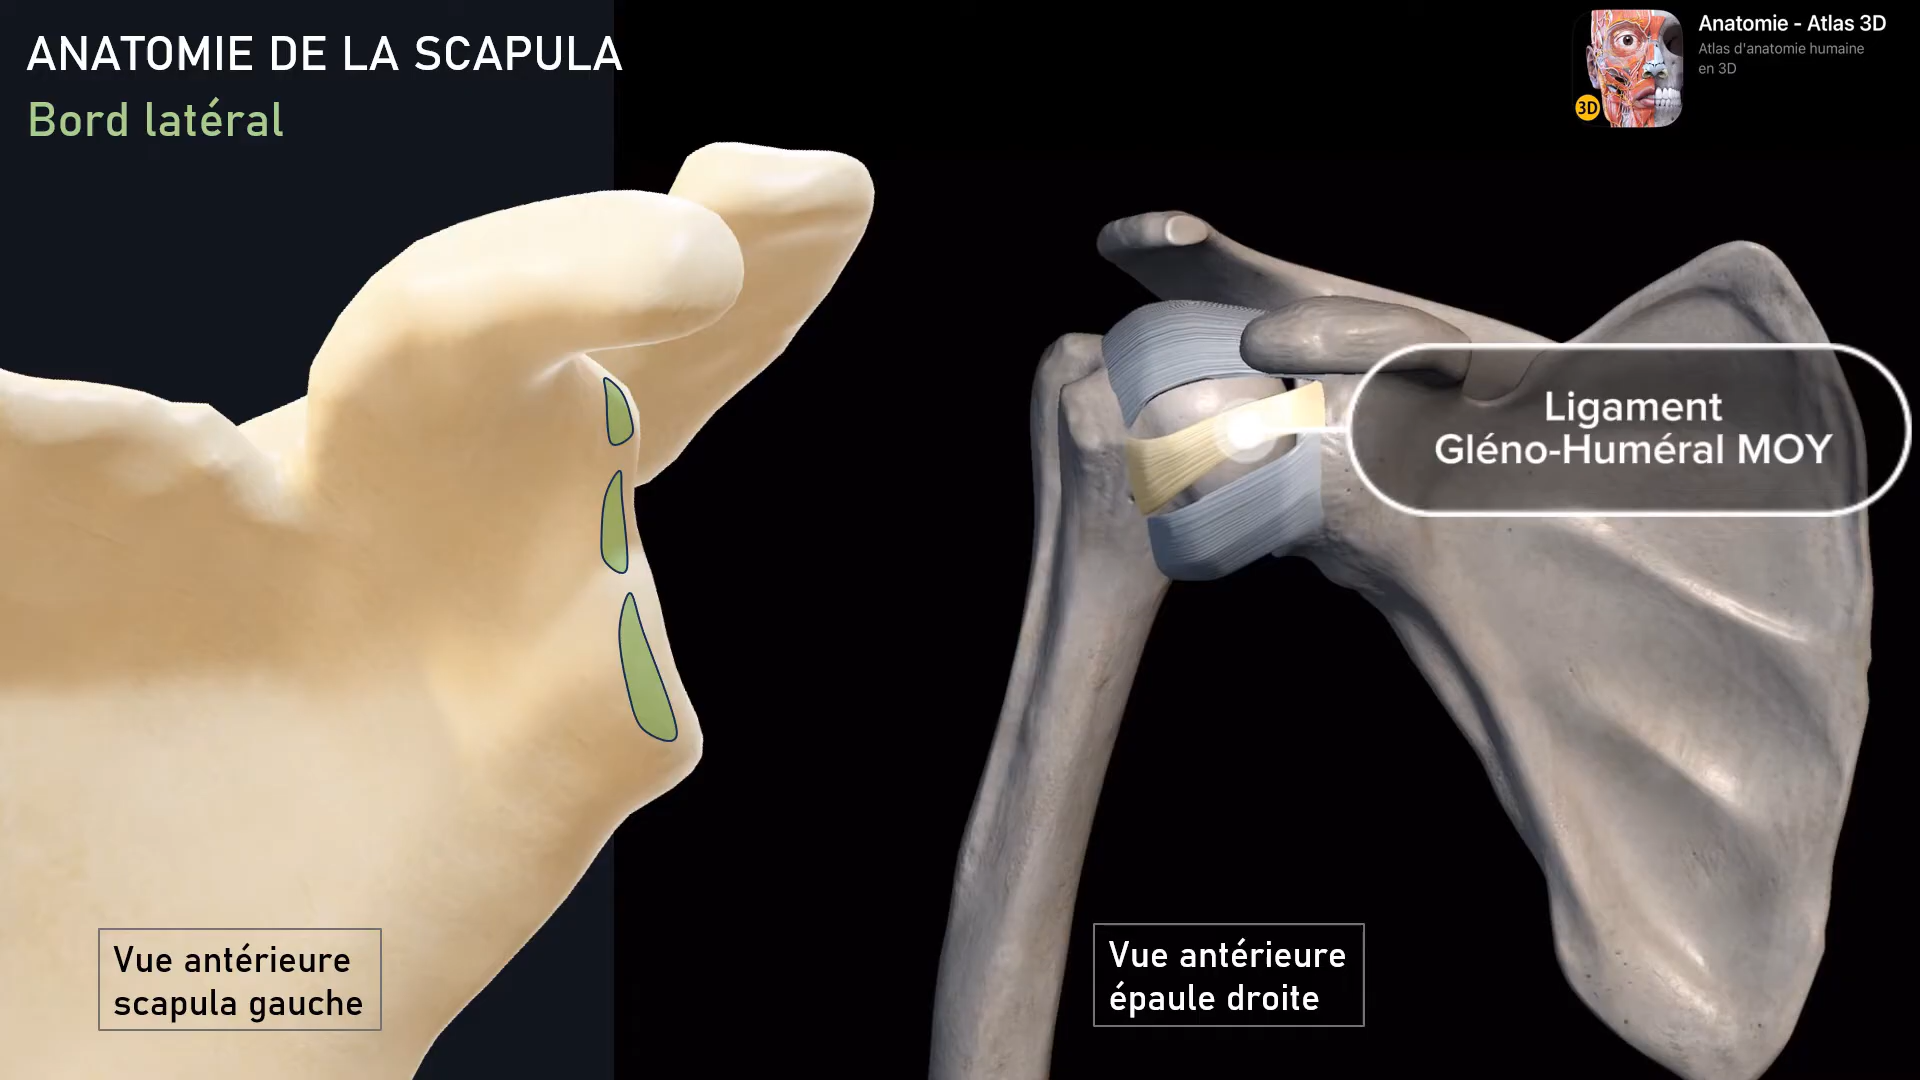 ANATOMIE DE LA SCAPULA
Bord latéral
Anatomie - Atlas 3D
Atlas d'anatomie humaine
en 3D
3D
Ligament
Gléno-Huméral MOY
Vue antérieure
scapula gauche
Vue antérieure
épaule droite